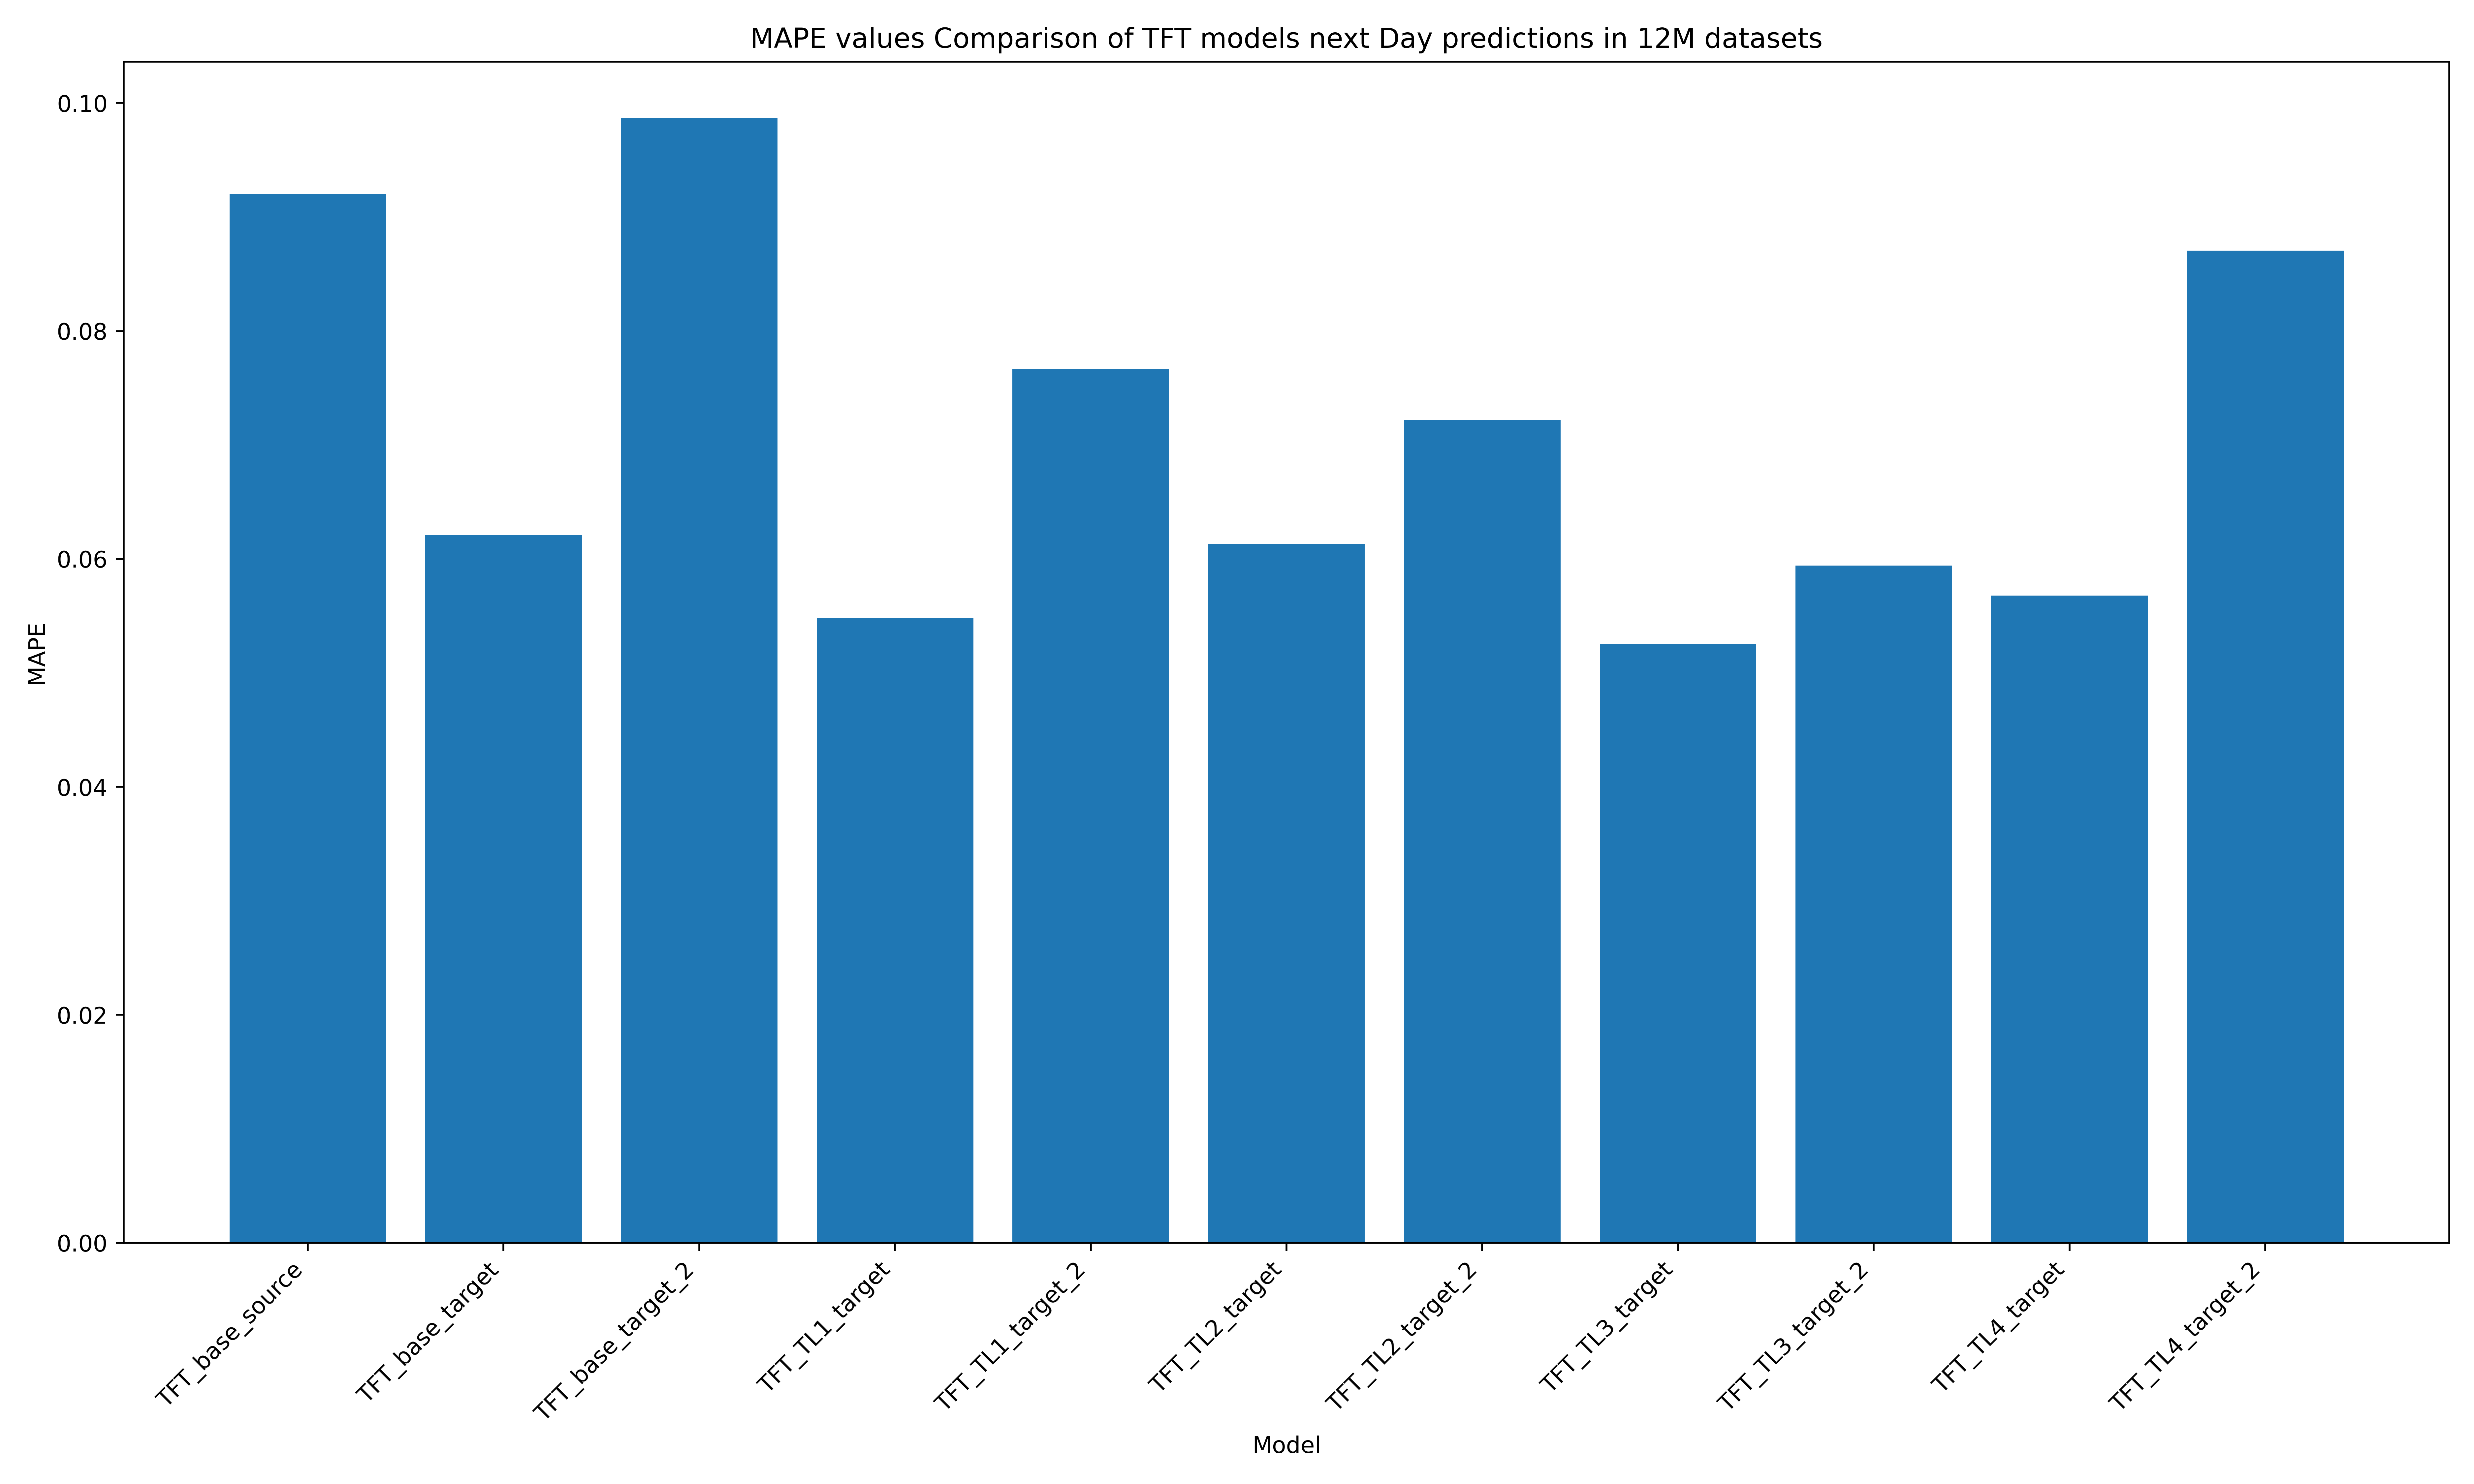 MAPE values Comparison of TFT models next Day predictions in 12M datasets
MAPE
0.10
0.08
0.06
0.04
0.02
0.00
TFT_base_source
TFT_base_target
TFT_base_target_2
TFT_TL1_target
TFT_TL1_target_2
TFT_TL2_target
TFT_TL2_target_2
TFT_TL3_target
TFT_TL3_target_2
TFT_TL4_target
TFT_TL4_target_2
Model